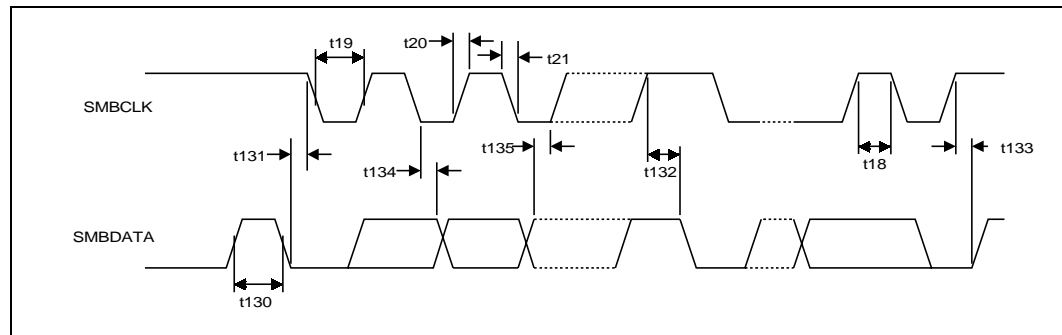 t19
t20
t21
SMBCLK
t131
t134
t135
t132
t18
t133
SMBDATA
t130